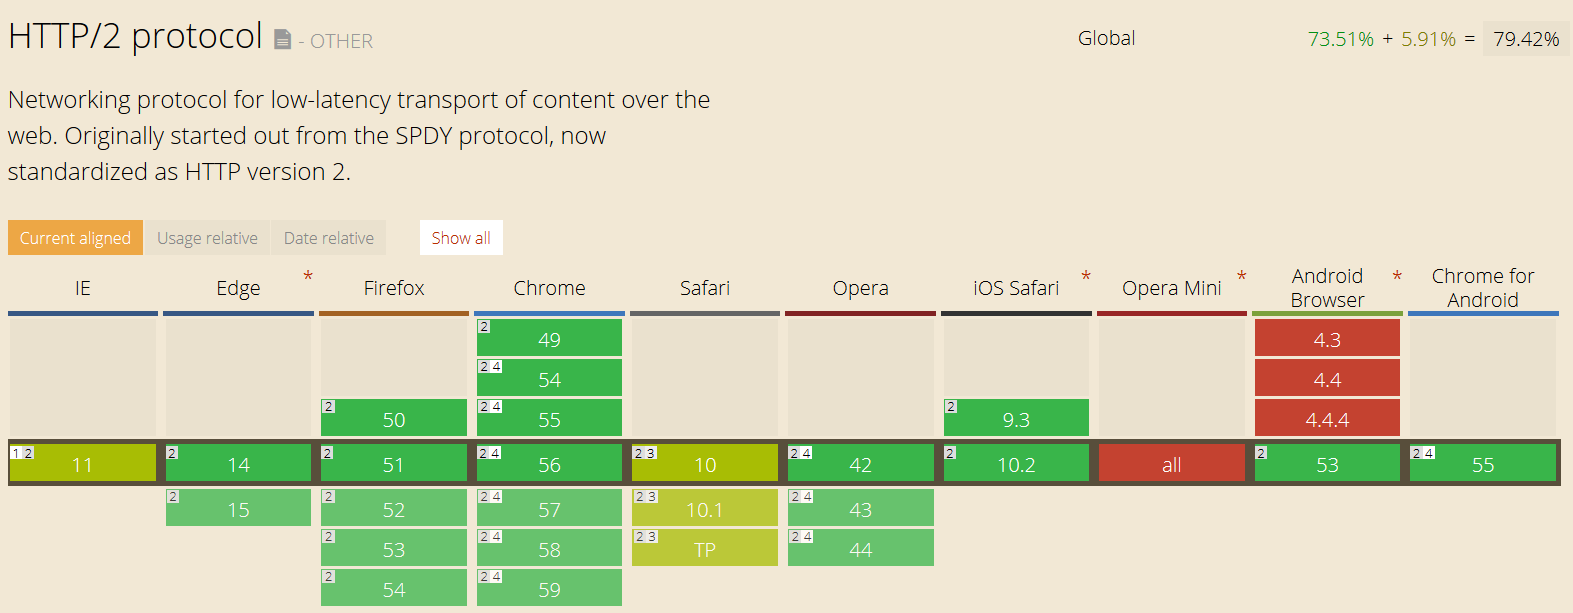 HTTP/2 protocol - OTHER
Global 73.51% + 5.91% = 79.42%
Networking protocol for low-latency transport of content over the
web. Originally started out from the SPDY protocol, now
standardized as HTTP version 2.
Current aligned Usage relative Date relative Show all
IE Edge * Firefox Chrome Safari Opera iOS Safari * Opera Mini * Android Browser * Chrome for Android
2 49 4.3
2 4 54 4.4
2 50 2 4 55 2 9.3 4.4.4
1 2 11 2 14 2 51 2 4 56 2 3 10 2 4 42 2 10.2 all 2 53 2 4 55
2 15 2 52 2 4 57 2 3 10.1 2 4 43
2 53 2 4 58 2 3 TP 2 4 44
2 54 2 4 59